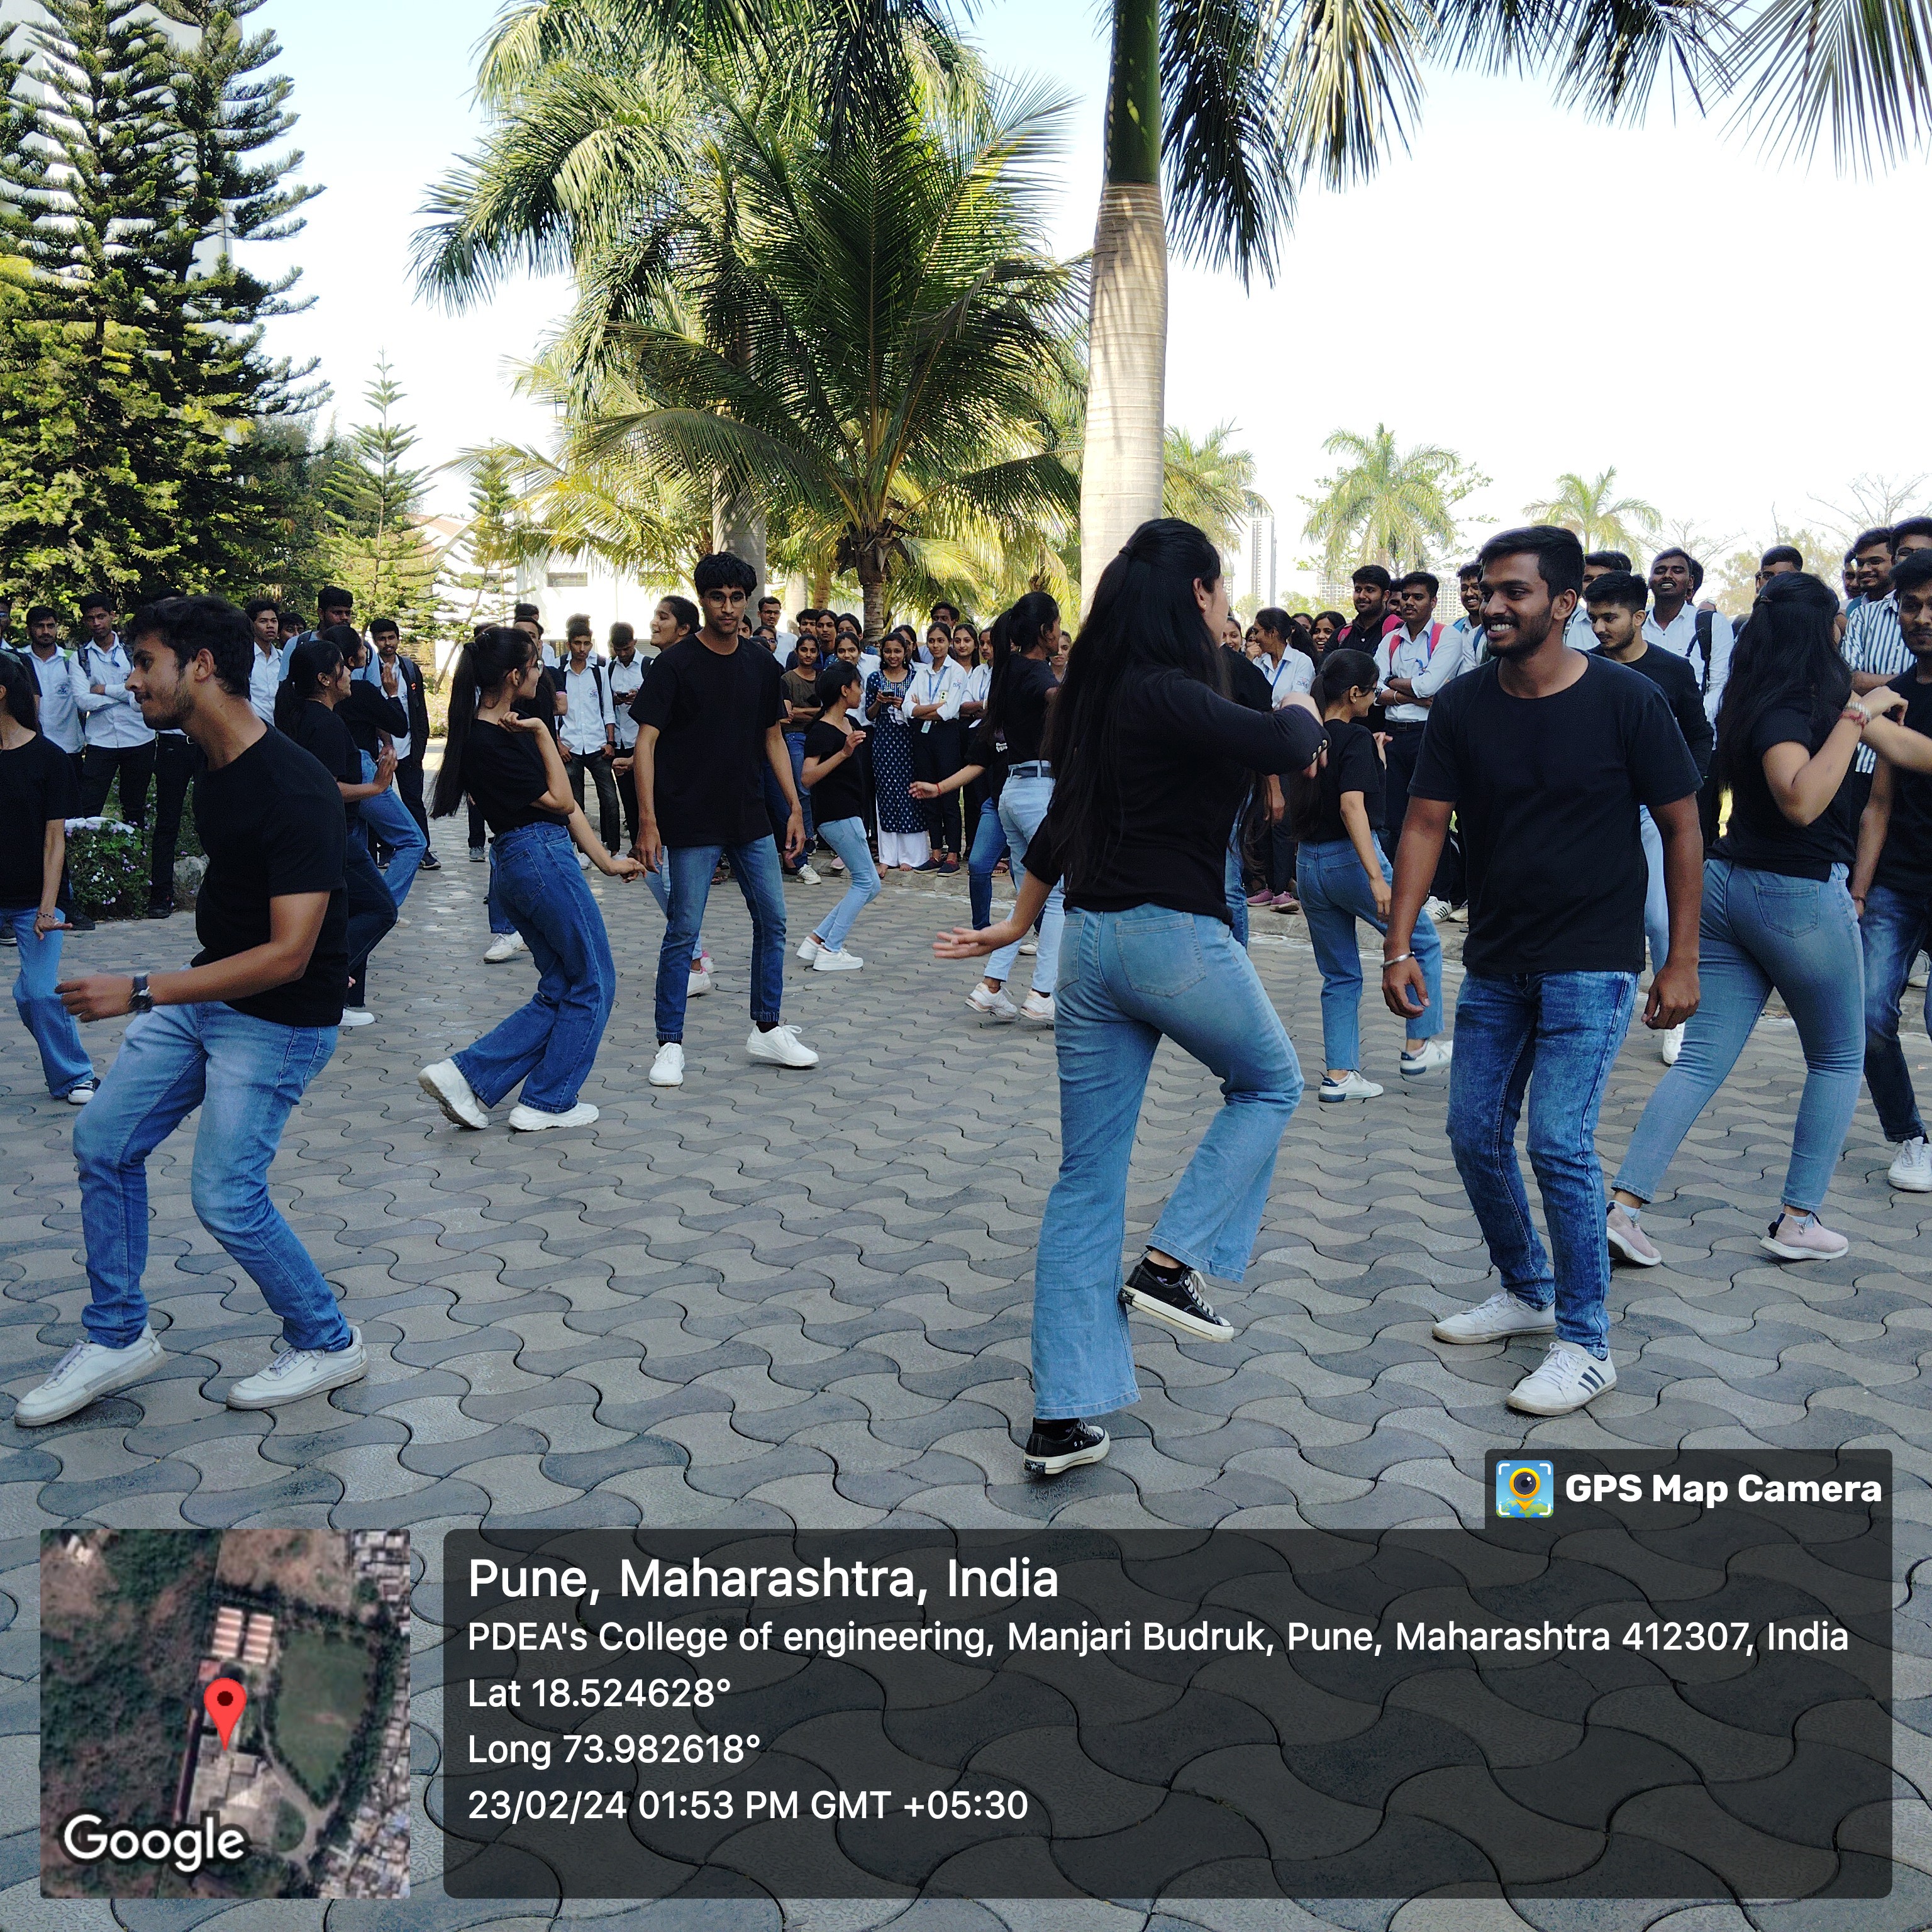 GPS Map Camera
Pune, Maharashtra, India
PDEA's College of engineering, Manjari Budruk, Pune, Maharashtra 412307, India
Lat 18.524628°
Long 73.982618°
23/02/24 01:53 PM GMT +05:30
Google